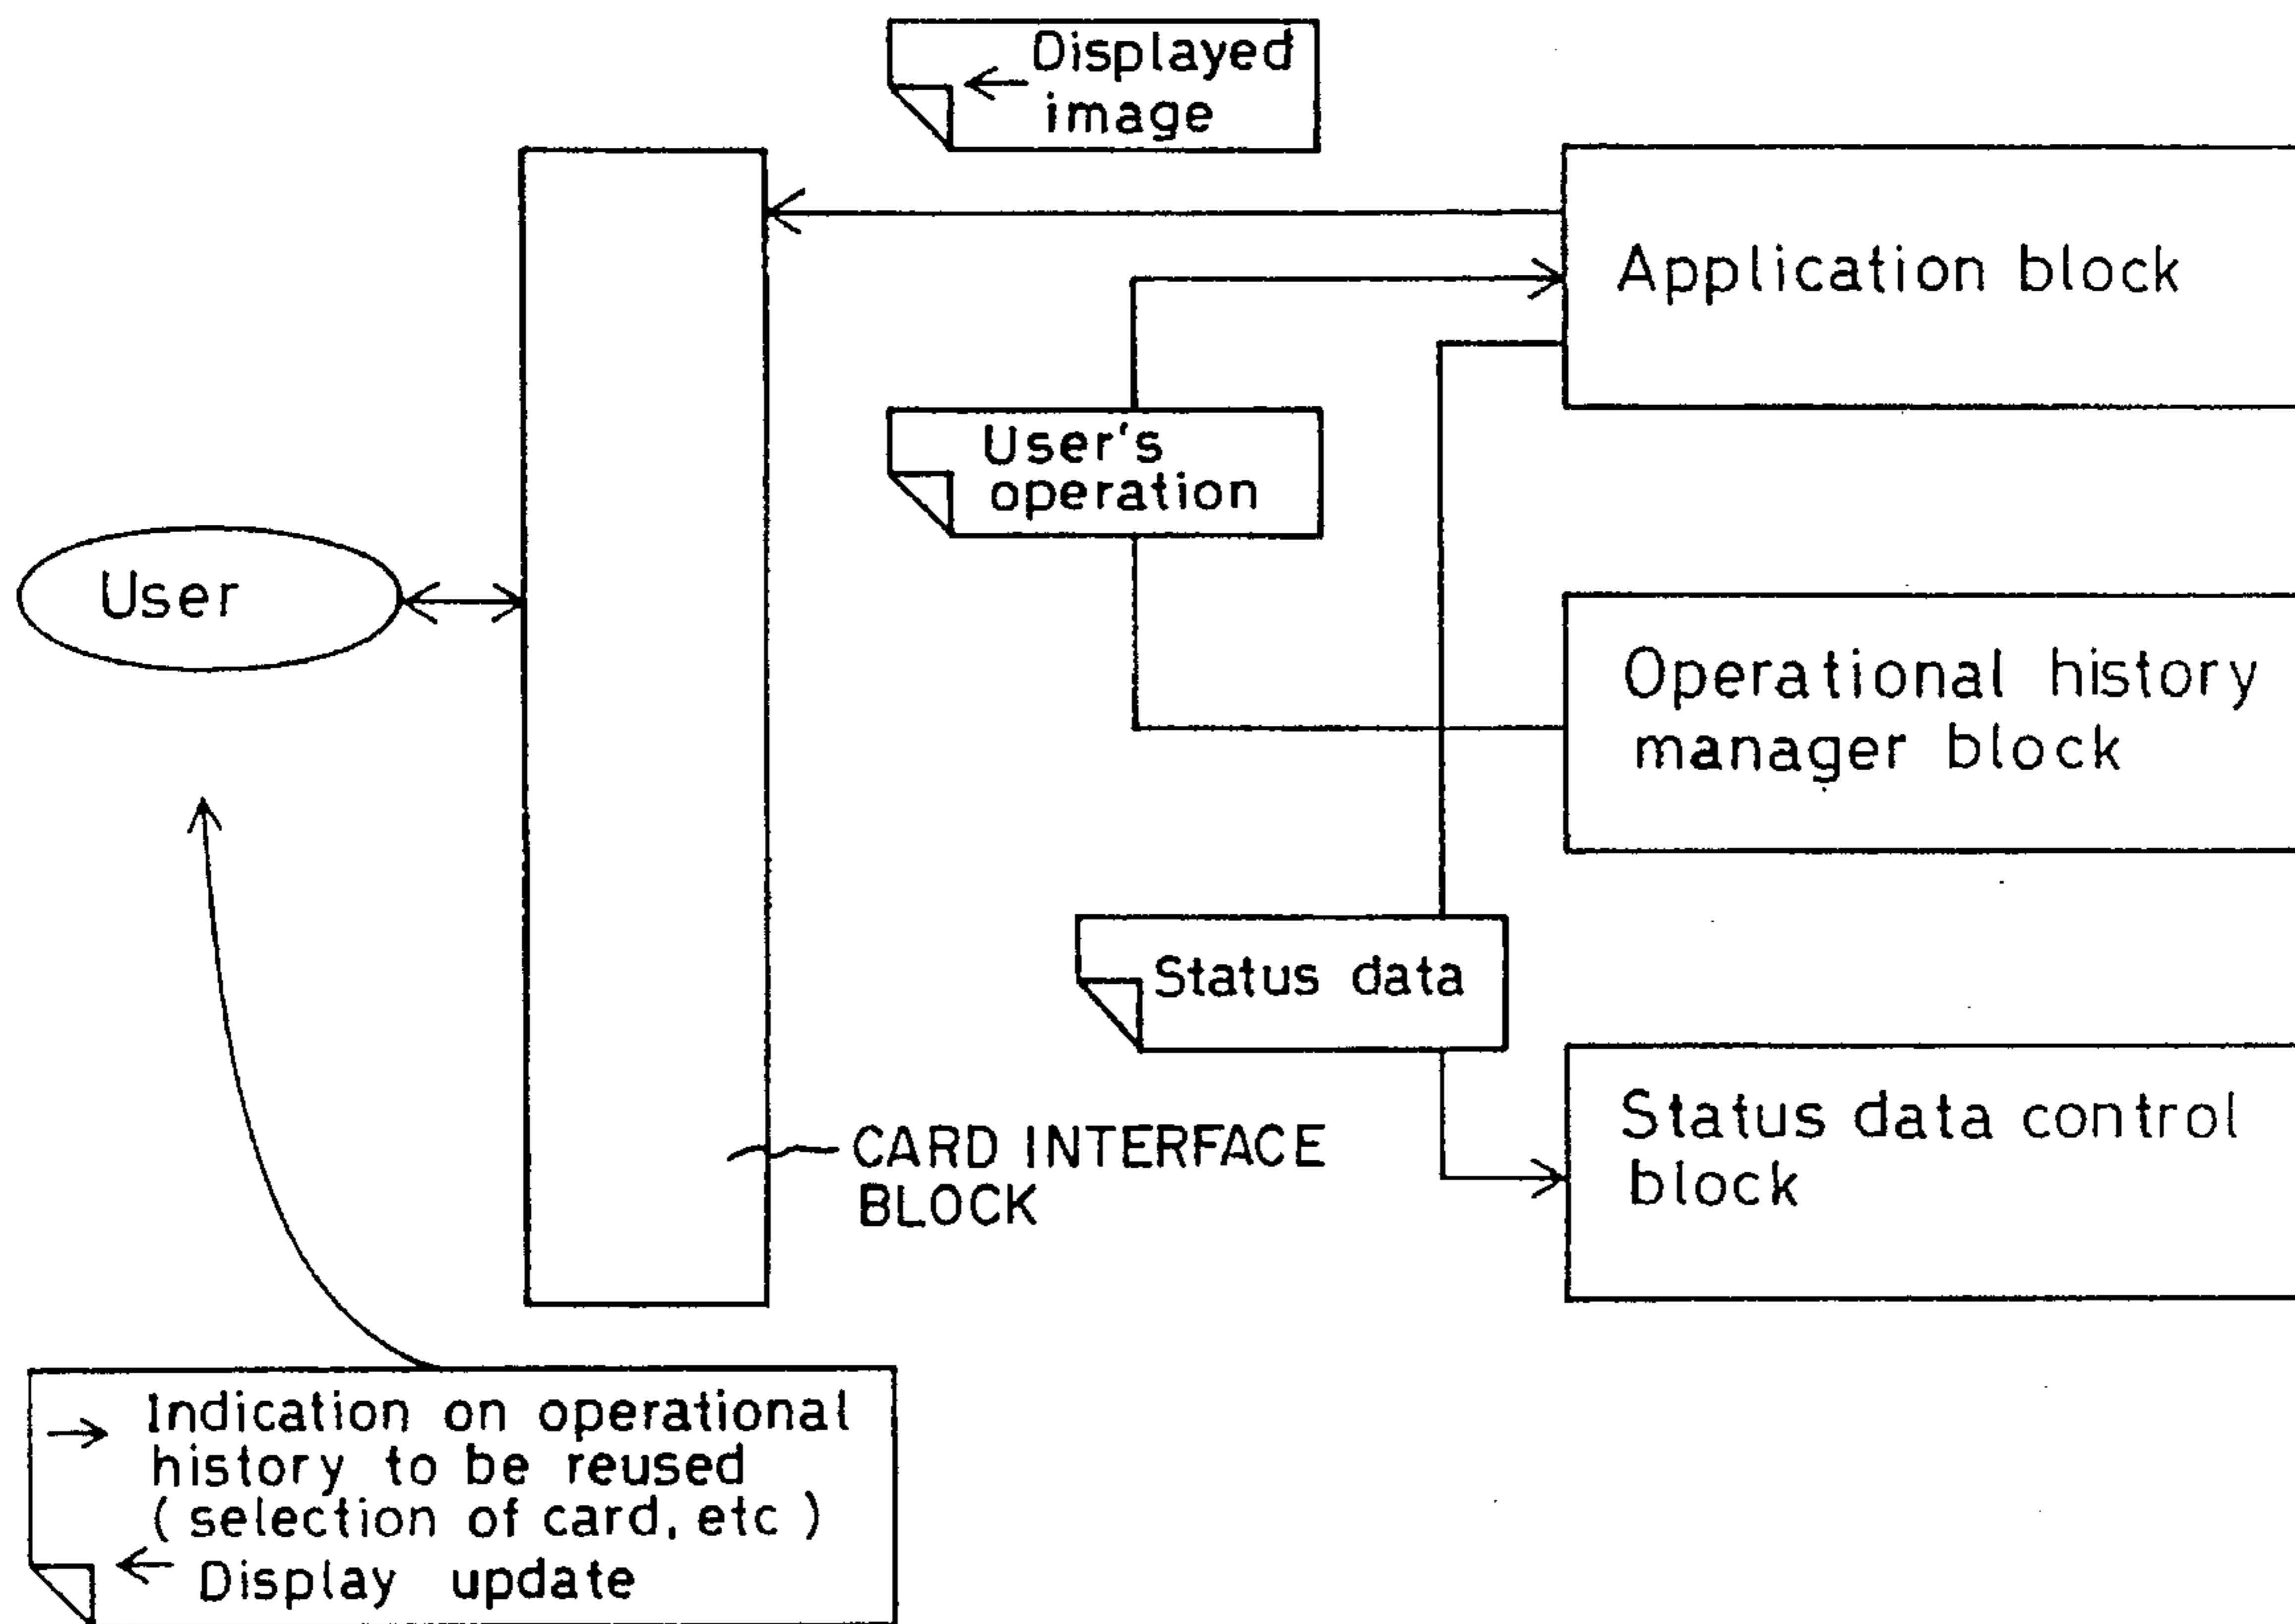 Displayed
image
Application block
User's
operation
User
Operational history
manager block
Status data
CARD INTERFACE
BLOCK
Status data control
block
Indication on operational
history to be reused
( selection of card, etc )
Display update